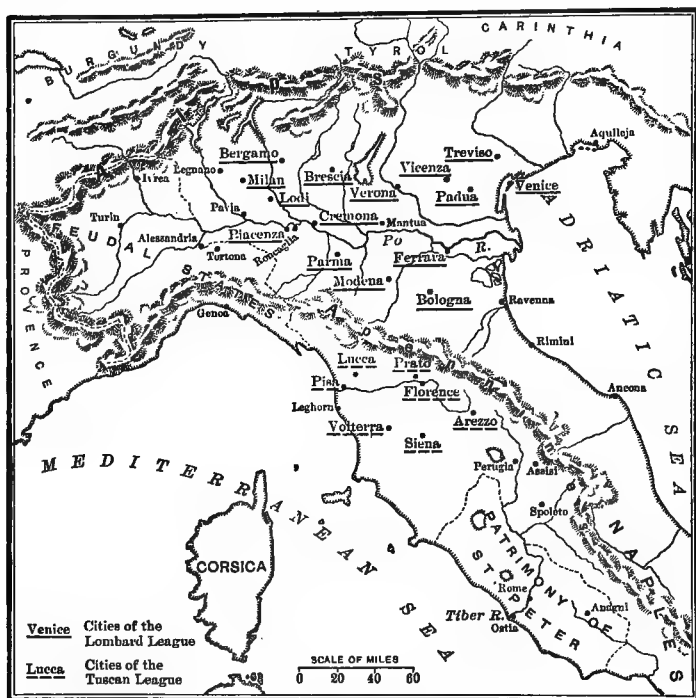 BURGUNDY
TYROL
CARINTHIA
Alps
Aquileja
Bergamo
Treviso
Legnano
Milan
Brescia
Vicenza
Ivrea
Lodi
Verona
Padua
Venice
Pavia
Cremona
Mantua
Turin
Piacenza
Po R.
Alessandria
Tortona
Roncaglia
Parma
Ferrara
FEUDAL STATES
Modena
PROVENCE
Bologna
Ravenna
Genoa
Apennines
Rimini
ADRIATIC SEA
Lucca
Prato
Pisa
Florence
Ancona
Leghorn
Arezzo
Volterra
Siena
MEDITERRANEAN SEA
Perugia
Assisi
Spoleto
NAPLES
PATRIMONY OF
ST. PETER
CORSICA
Rome
Anagni
Tiber R.
Ostia
Venice Cities of the
Lombard League
Lucca Cities of the
Tuscan League
SCALE OF MILES
0 20 40 60